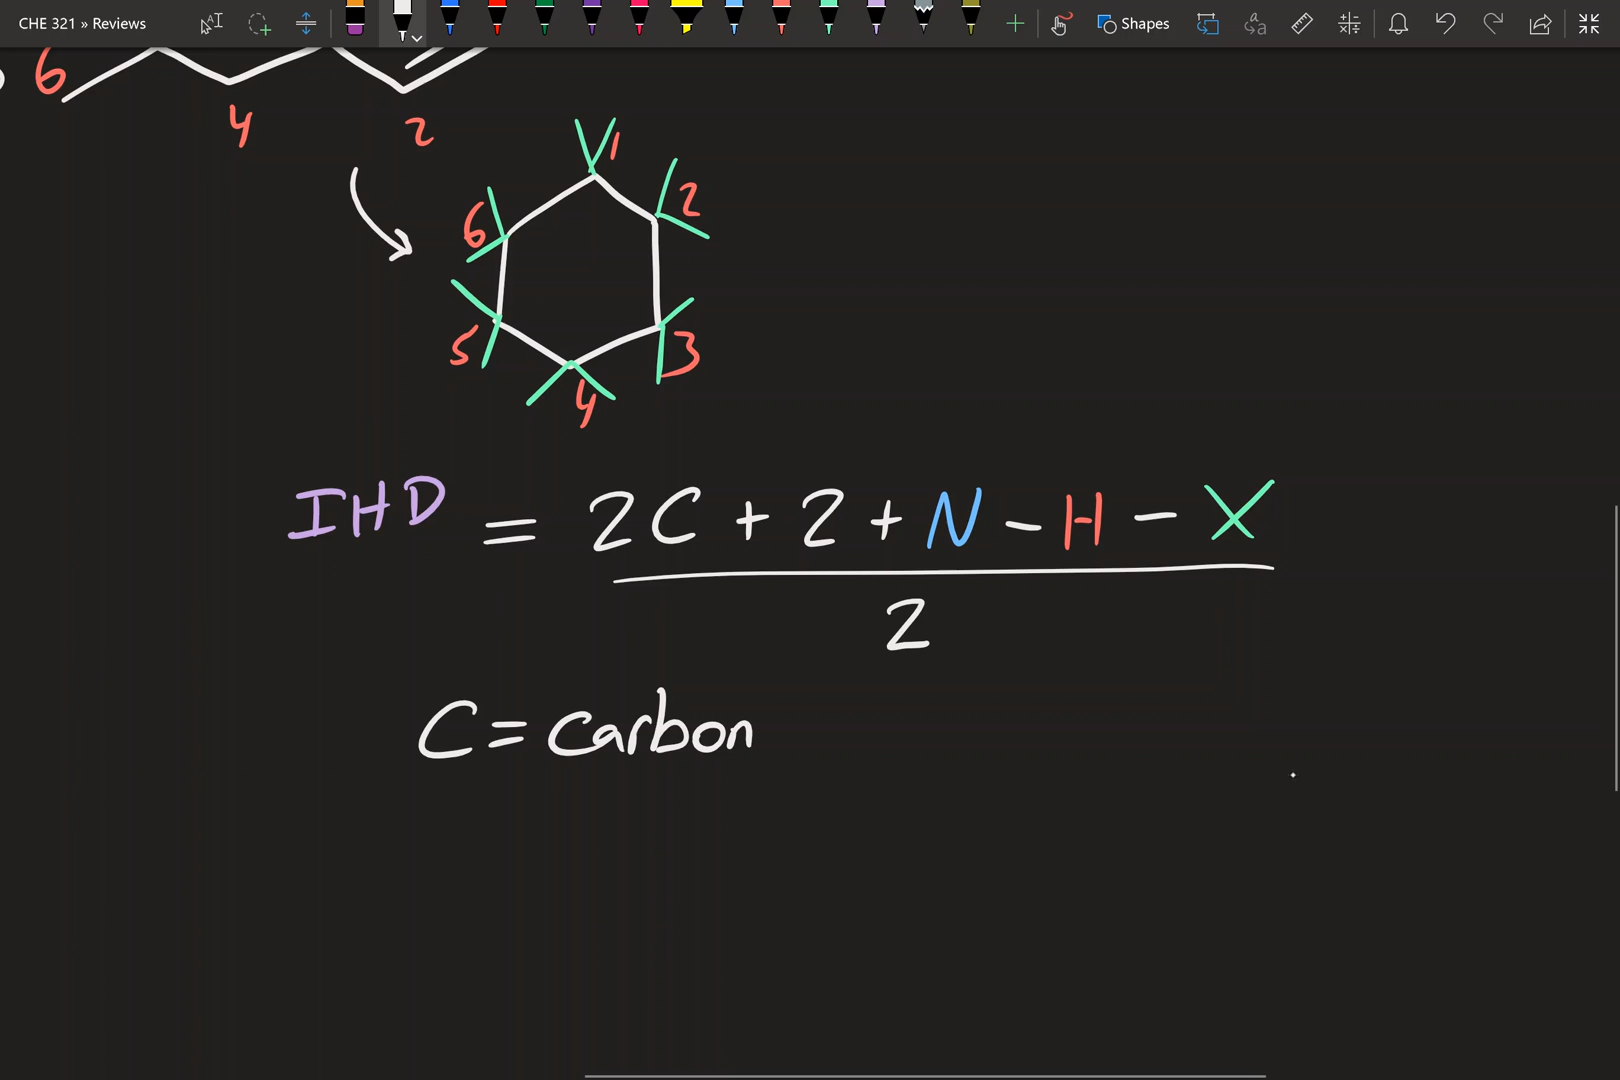 CHE 321 » Reviews
Shapes
6
4
2
1
6
2
5
3
4
IHD = 2C + 2 + N - H - X
2
C = Carbon